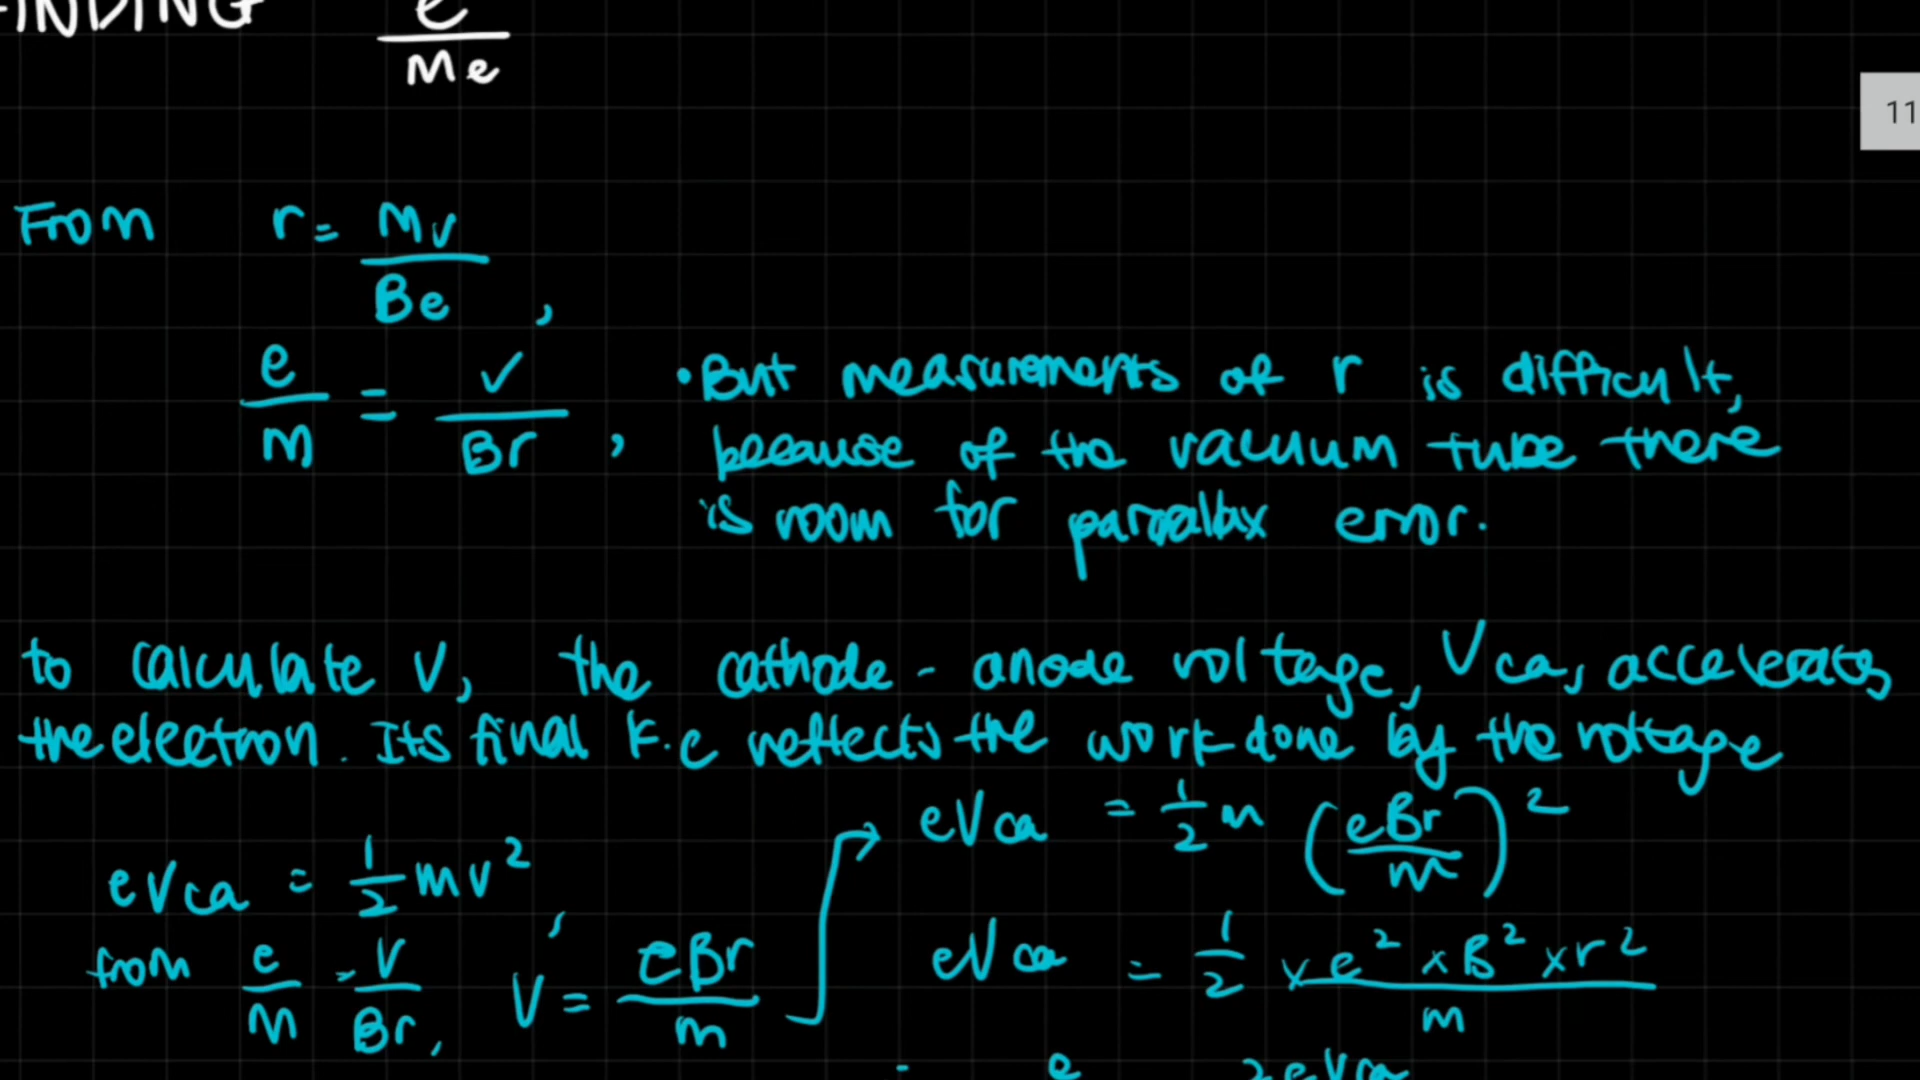 FINDING e/me
11
From r = mv/Be ,
e/m = v/Br , • But measurements of r is difficult,
because of the vacuum tube there
is room for parallax error.
to calculate v, the cathode - anode voltage, Vca, accelerates
the electron. Its final k.e reflects the work done by the voltage
eVca = 1/2 mv² ,
from e/m = v/Br, v = eBr/m
eVca = 1/2 m (eBr/m)²
eVca = 1/2 × e² × B² × r² / m